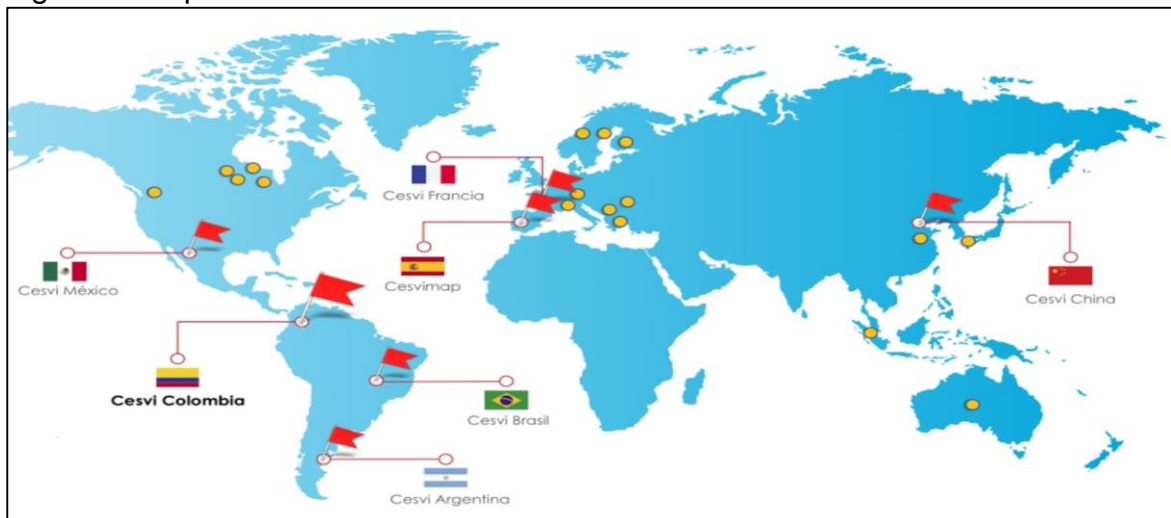 Cesvi Francia
Cesvi México
Cesvimap
Cesvi China
Cesvi Colombia
Cesvi Brasil
Cesvi Argentina